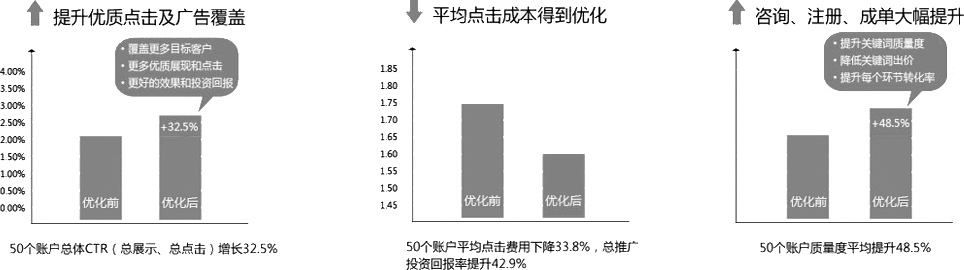 提升优质点击及广告覆盖
• 覆盖更多目标客户
• 更多优质展现和点击
• 更好的效果和投资回报
4.00%
3.50%
3.00%
2.50%
2.00%
1.50%
1.00%
0.50%
0.00%
+32.5%
优化前
优化后
50个账户总体CTR（总展示、总点击）增长32.5%
平均点击成本得到优化
1.85
1.80
1.75
1.70
1.65
1.60
1.55
1.50
1.45
优化前
优化后
50个账户平均点击费用下降33.8%，总推广
投资回报率提升42.9%
咨询、注册、成单大幅提升
• 提升关键词质量度
• 降低关键词出价
• 提升每个环节转化率
+48.5%
优化前
优化后
50个账户质量度平均提升48.5%